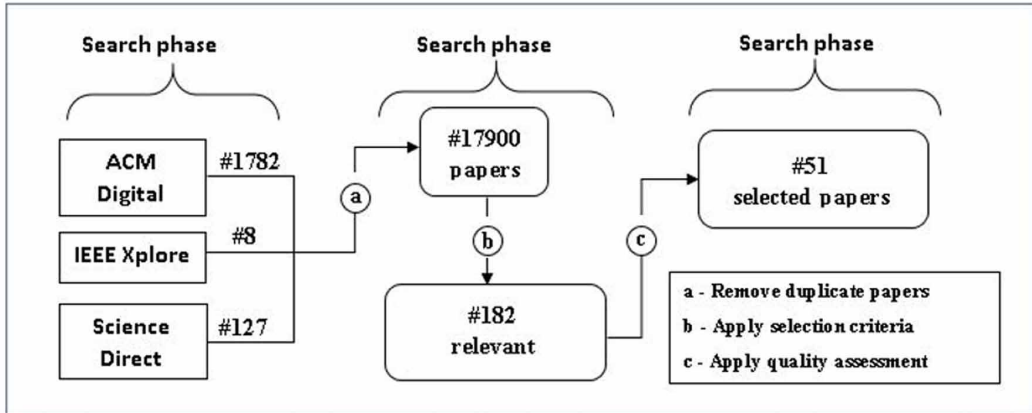 Search phase
Search phase
Search phase
ACM
Digital
#1782
IEEE Xplore
#8
Science
Direct
#127
a
#17900
papers
b
#182
relevant
c
#51
selected papers
a - Remove duplicate papers
b - Apply selection criteria
c - Apply quality assessment